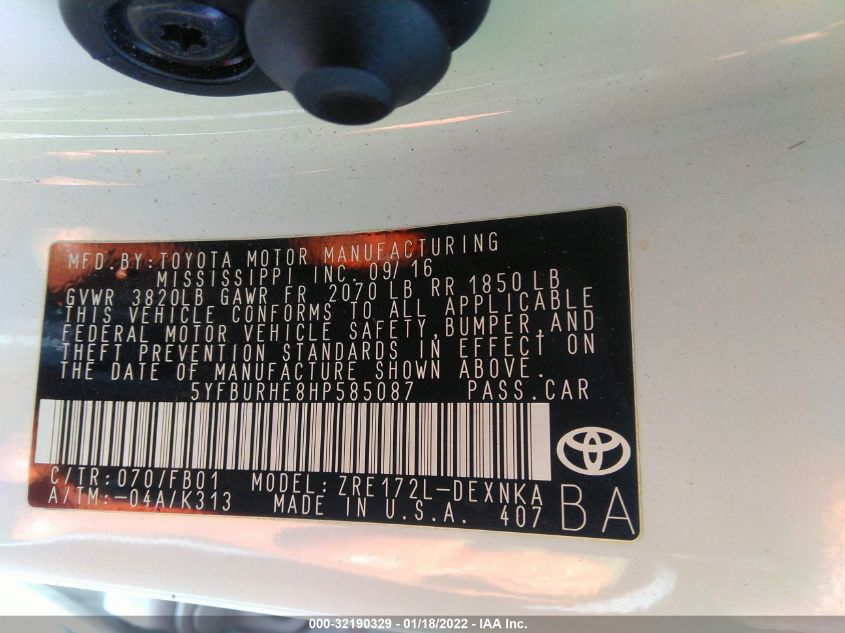 MFD.BY:TOYOTA MOTOR MANUFACTURING
MISSISSIPPI INC. 09/16
GVWR 3820LB GAWR FR 2070 LB RR 1850 LB
THIS VEHICLE CONFORMS TO ALL APPLICABLE
FEDERAL MOTOR VEHICLE SAFETY,BUMPER,AND
THEFT PREVENTION STANDARDS IN EFFECT ON
THE DATE OF MANUFACTURE SHOWN ABOVE.
5YFBURHE8HP585087 PASS.CAR
C/TR:070/FB01 MODEL:ZRE172L-DEXNKA
A/TM:-04A/K313 MADE IN U.S.A. 407 BA
000-32190329 - 01/18/2022 - IAA Inc.